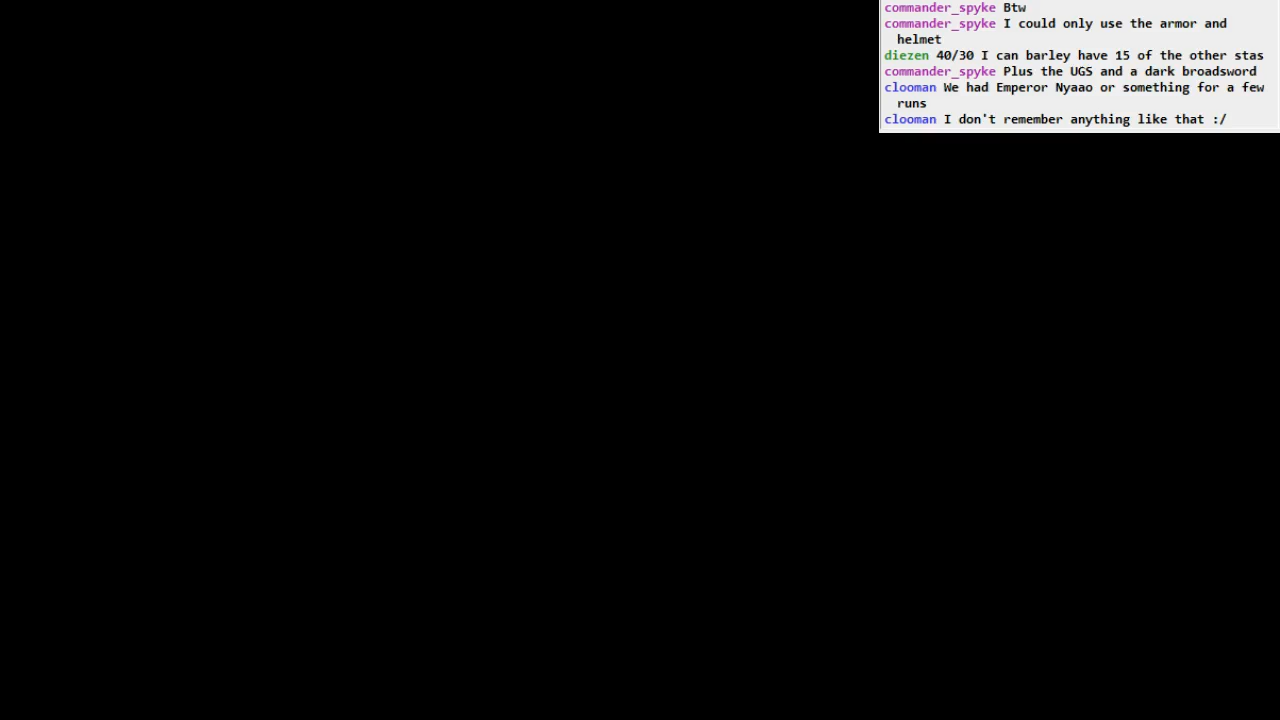 commander_spyke Btw
commander_spyke I could only use the armor and
helmet
diezen 40/30 I can barley have 15 of the other stas
commander_spyke Plus the UGS and a dark broadsword
clooman We had Emperor Nyaao or something for a few
runs
clooman I don't remember anything like that :/